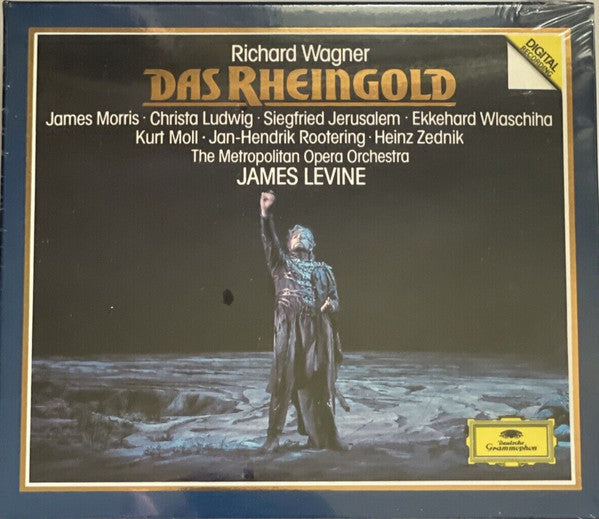 Richard Wagner
DAS RHEINGOLD
DIGITAL
RECORDING
James Morris · Christa Ludwig · Siegfried Jerusalem · Ekkehard Wlaschiha
Kurt Moll · Jan-Hendrik Rootering · Heinz Zednik
The Metropolitan Opera Orchestra
JAMES LEVINE
Deutsche
Grammophon